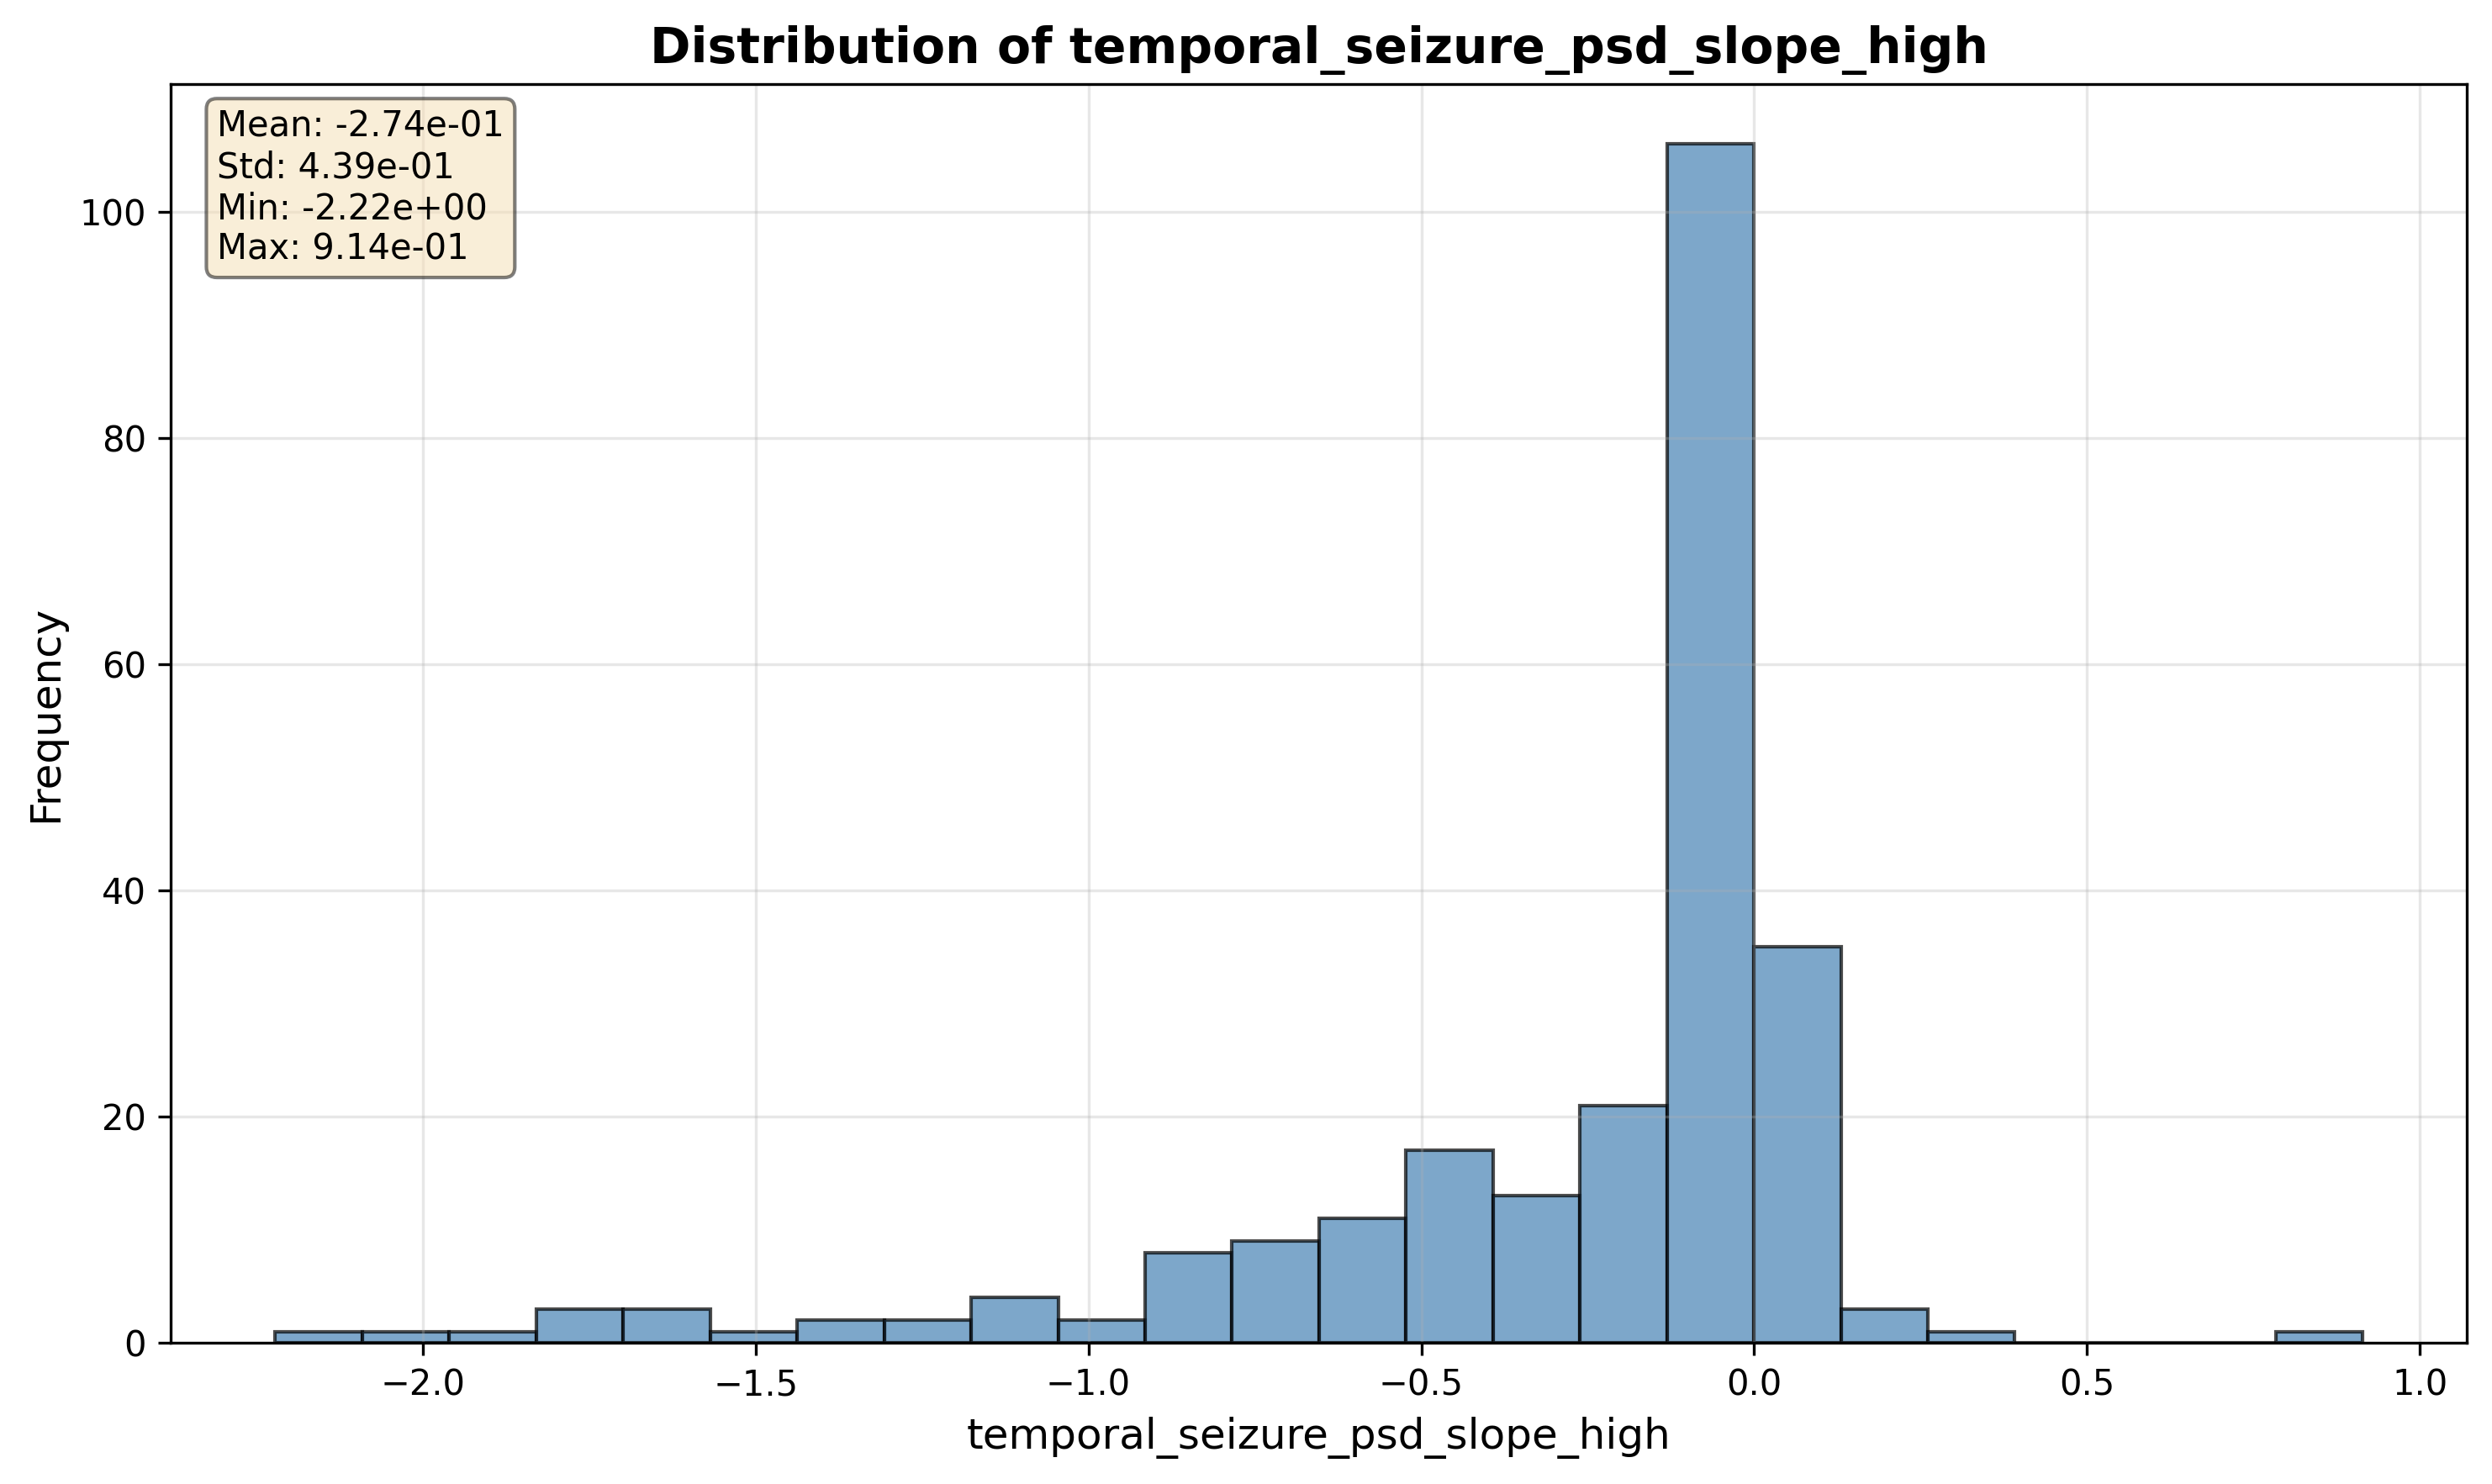 Distribution of temporal_seizure_psd_slope_high
Mean: -2.74e-01
Std: 4.39e-01
Min: -2.22e+00
Max: 9.14e-01
100
80
60
40
20
0
Frequency
−2.0 −1.5 −1.0 −0.5 0.0 0.5 1.0
temporal_seizure_psd_slope_high